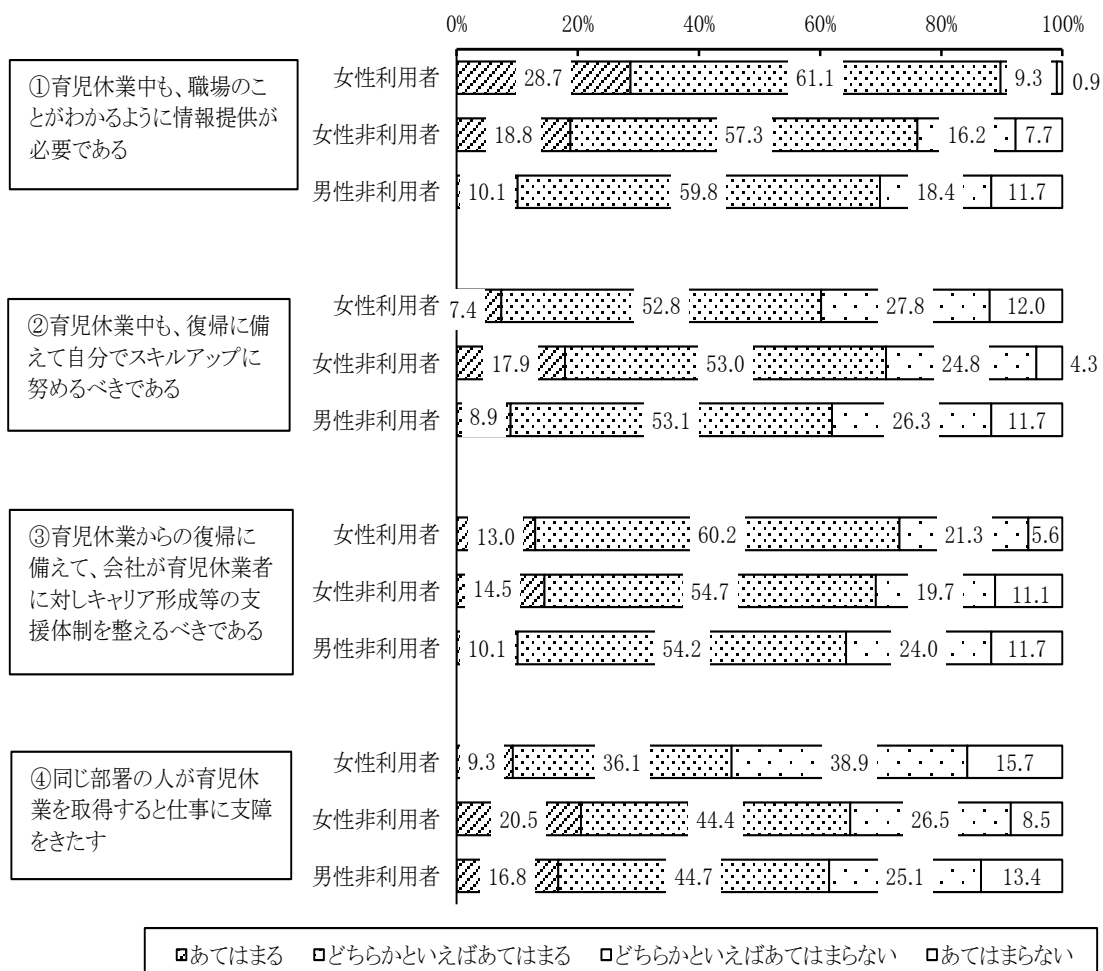 0% 20% 40% 60% 80% 100%
①育児休業中も、職場のこ
とがわかるように情報提供が
必要である
女性利用者 28.7 61.1 9.3 0.9
女性非利用者 18.8 57.3 16.2 7.7
男性非利用者 10.1 59.8 18.4 11.7
②育児休業中も、復帰に備
えて自分でスキルアップに
努めるべきである
女性利用者 7.4 52.8 27.8 12.0
女性非利用者 17.9 53.0 24.8 4.3
男性非利用者 8.9 53.1 26.3 11.7
③育児休業からの復帰に
備えて、会社が育児休業者
に対しキャリア形成等の支
援体制を整えるべきである
女性利用者 13.0 60.2 21.3 5.6
女性非利用者 14.5 54.7 19.7 11.1
男性非利用者 10.1 54.2 24.0 11.7
④同じ部署の人が育児休
業を取得すると仕事に支障
をきたす
女性利用者 9.3 36.1 38.9 15.7
女性非利用者 20.5 44.4 26.5 8.5
男性非利用者 16.8 44.7 25.1 13.4
あてはまる どちらかといえばあてはまる どちらかといえばあてはまらない あてはまらない